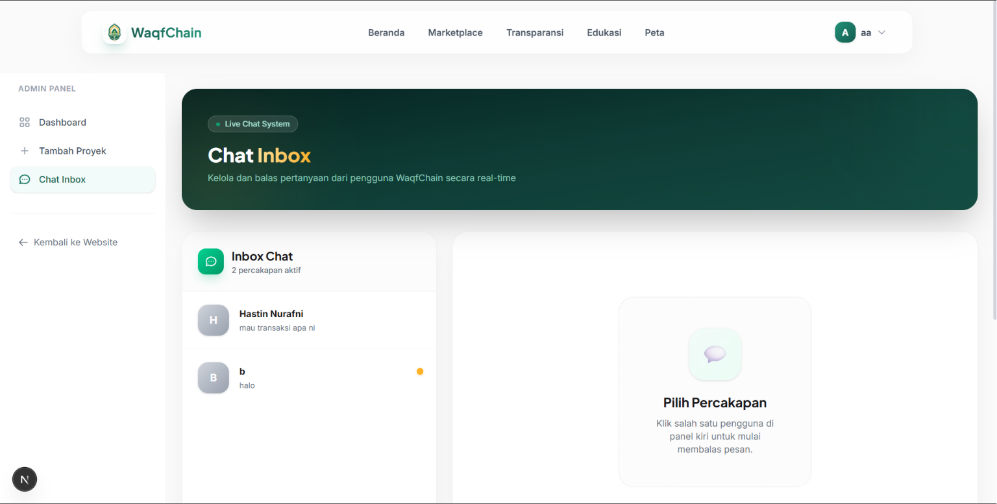 WaqfChain
Beranda
Marketplace
Transparansi
Edukasi
Peta
A
aa
ADMIN PANEL
Dashboard
Tambah Proyek
Chat Inbox
Kembali ke Website
Live Chat System
Chat Inbox
Kelola dan balas pertanyaan dari pengguna WaqfChain secara real-time
Inbox Chat
2 percakapan aktif
H
Hastin Nurafni
mau transaksi apa ni
B
b
halo
Pilih Percakapan
Klik salah satu pengguna di
panel kiri untuk mulai
membalas pesan.
N